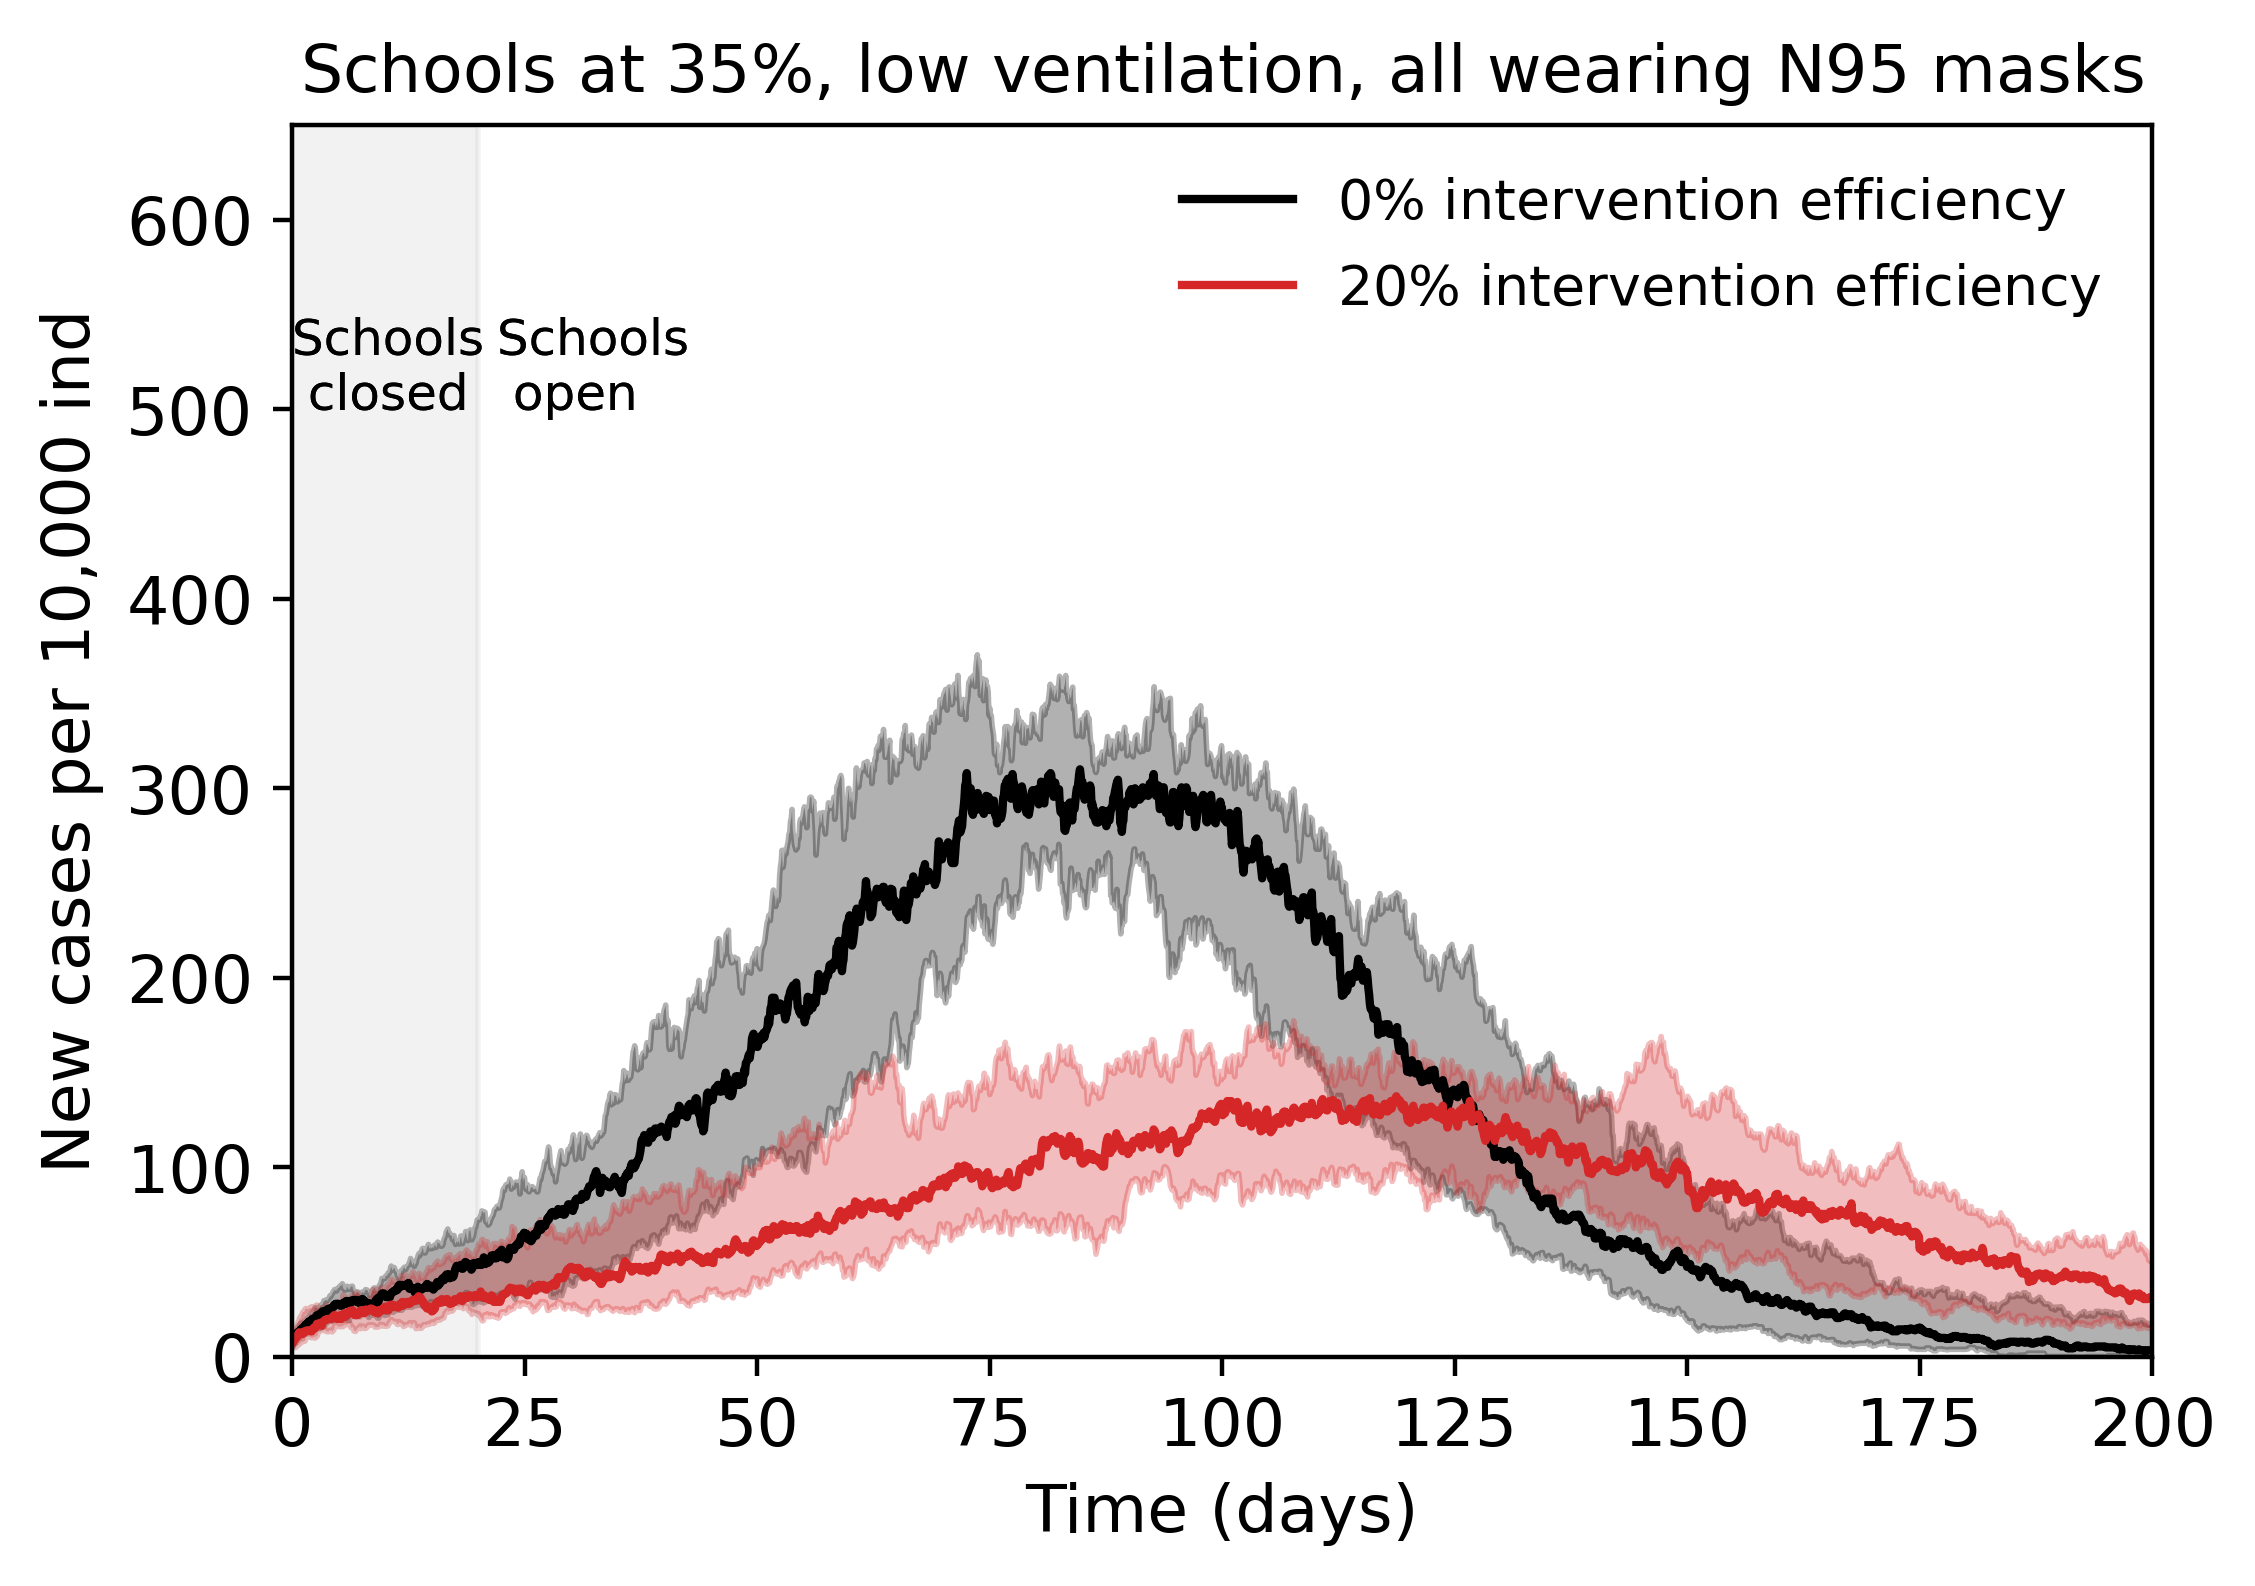 Schools at 35%, low ventilation, all wearing N95 masks
0% intervention efficiency
20% intervention efficiency
Schools closed
Schools open
New cases per 10,000 ind
600
500
400
300
200
100
0
0 25 50 75 100 125 150 175 200
Time (days)